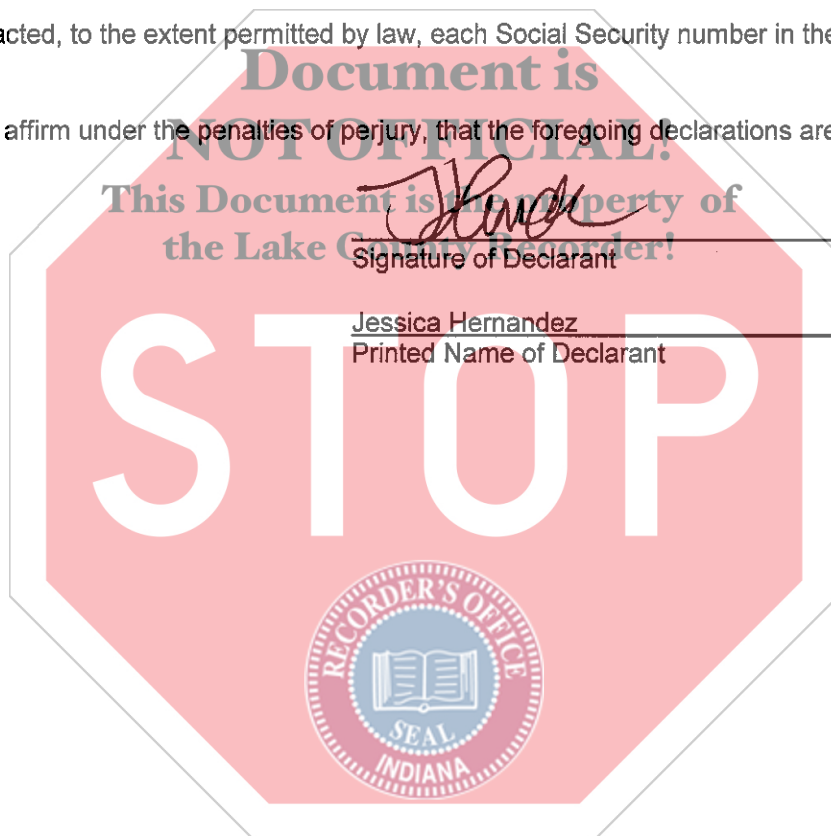 acted, to the extent permitted by law, each Social Security number in the
Document is
affirm under the penalties of perjury, that the foregoing declarations are
NOT OFFICIAL!
This Document is the property of
the Lake County Recorder!
Signature of Declarant
Jessica Hernandez
Printed Name of Declarant
STOP
RECORDER'S OFFICE
SEAL
INDIANA